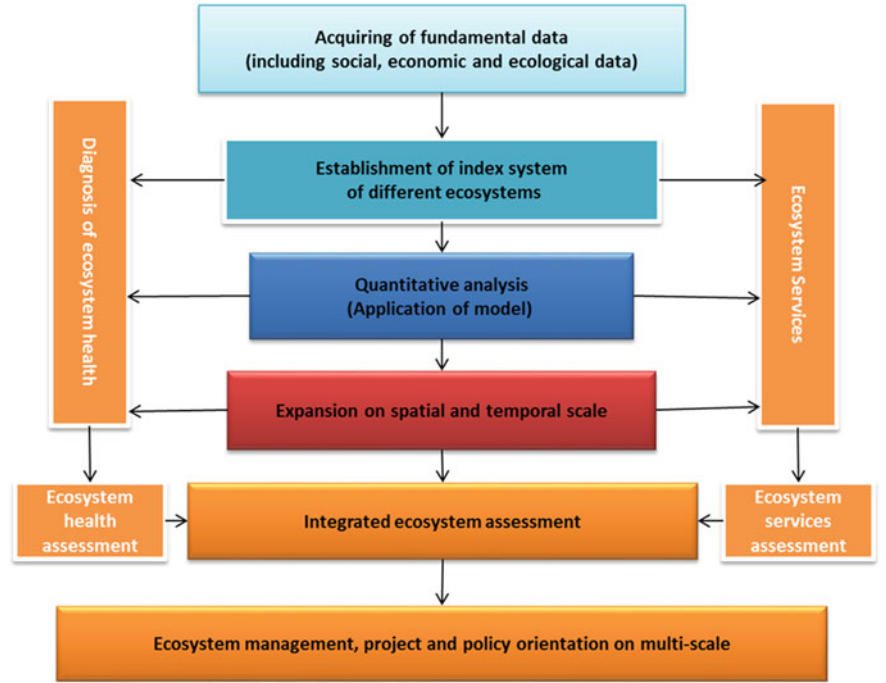 Acquiring of fundamental data
(including social, economic and ecological data)
Diagnosis of ecosystem health
Establishment of index system
of different ecosystems
Ecosystem Services
Quantitative analysis
(Application of model)
Expansion on spatial and temporal scale
Ecosystem
health
assessment
Integrated ecosystem assessment
Ecosystem
services
assessment
Ecosystem management, project and policy orientation on multi-scale